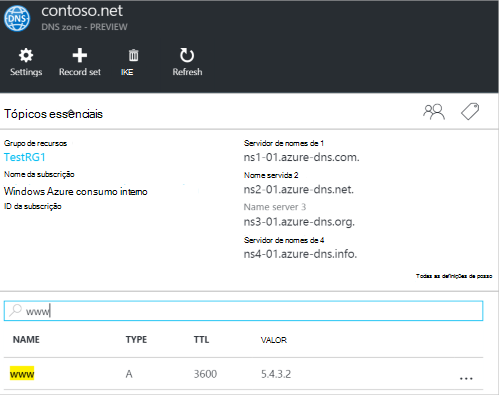 contoso.net
DNS zone - PREVIEW
Settings
Record set
IKE
Refresh
Tópicos essenciais
Grupo de recursos
TestRG1
Nome da subscrição
Windows Azure consumo interno
ID da subscrição
Servidor de nomes de 1
ns1-01.azure-dns.com.
Nome servida 2
ns2-01.azure-dns.net.
Name server 3
ns3-01.azure-dns.org.
Servidor de nomes de 4
ns4-01.azure-dns.info.
Todas as definições de posso
www
NAME TYPE TTL VALOR
www A 3600 5.4.3.2 ...